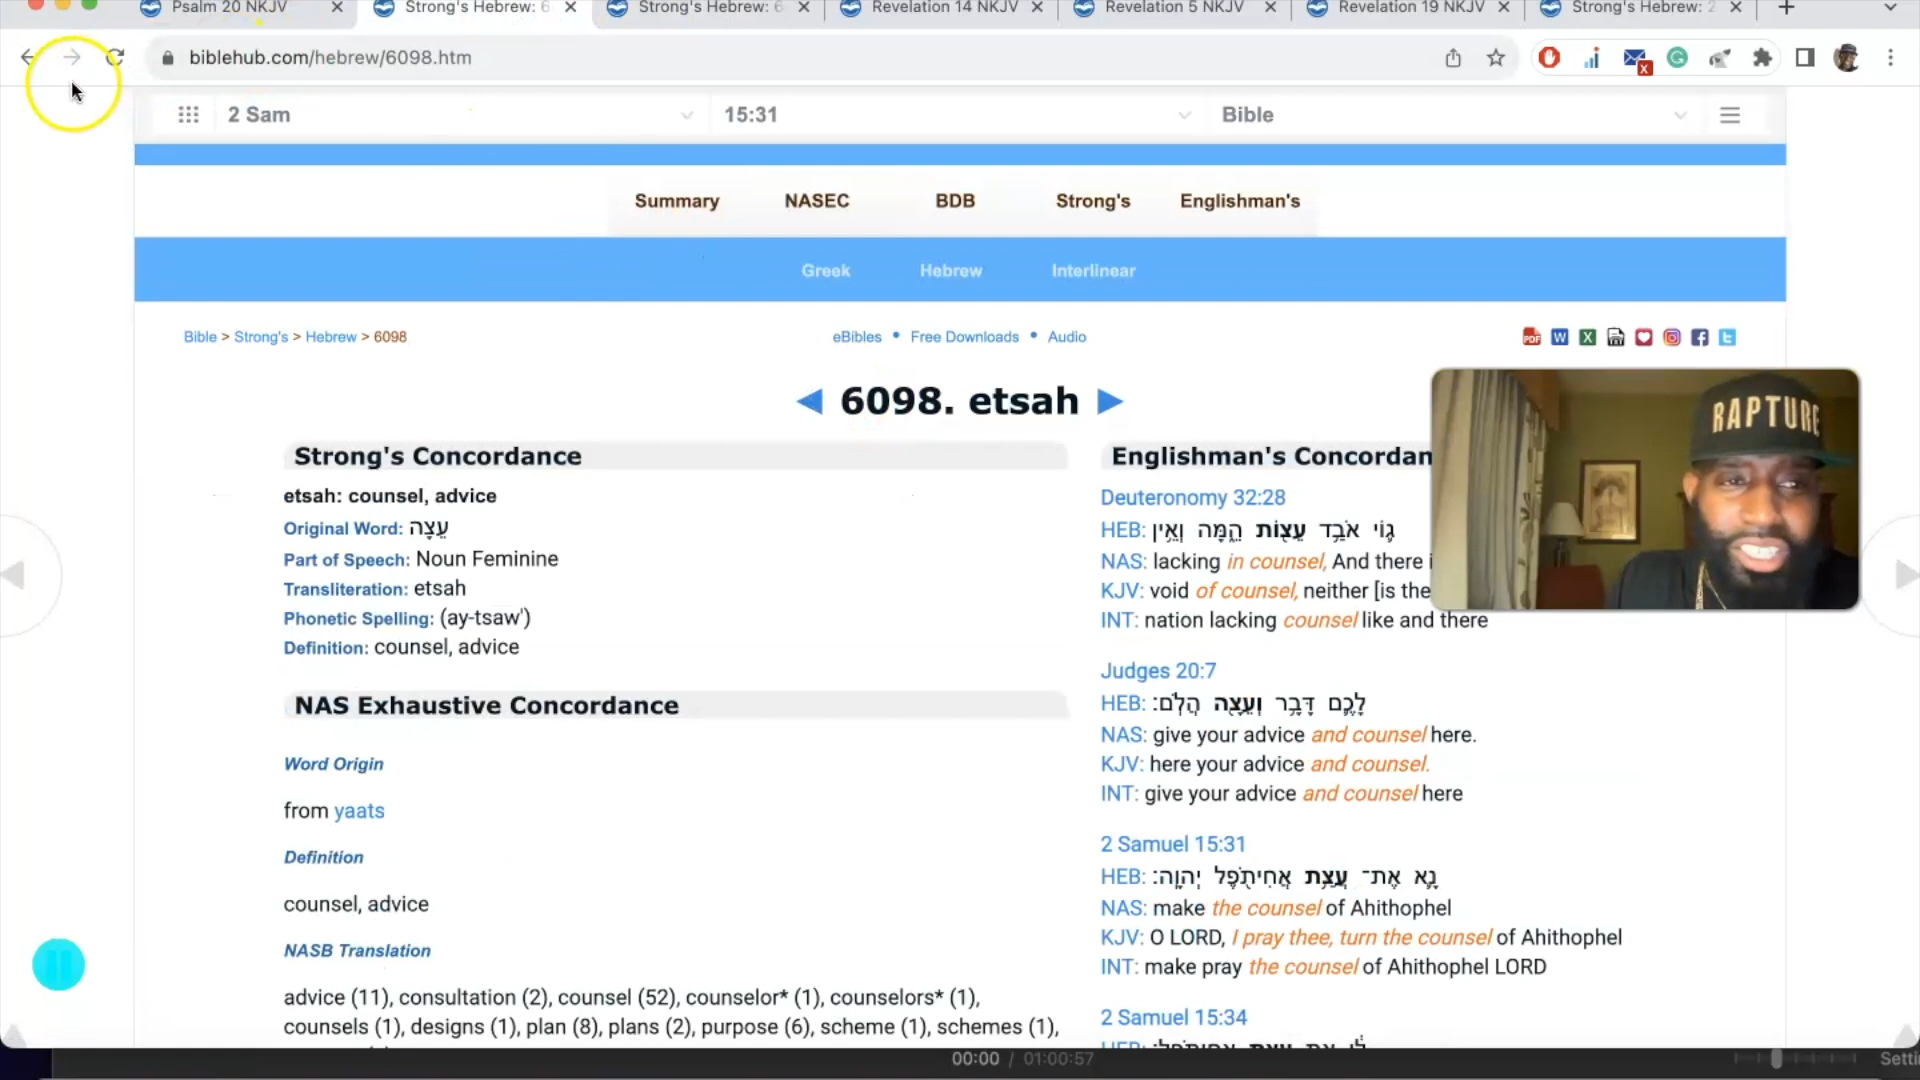 Psalm 20 NKJV
Strong's Hebrew: 6
Strong's Hebrew: 6
Revelation 14 NKJV
Revelation 5 NKJV
Revelation 19 NKJV
Strong's Hebrew: 2
biblehub.com/hebrew/6098.htm
2 Sam
15:31
Bible
Summary
NASEC
BDB
Strong's
Englishman's
Greek
Hebrew
Interlinear
Bible > Strong's > Hebrew > 6098
eBibles • Free Downloads • Audio
◀ 6098. etsah ▶
Strong's Concordance
etsah: counsel, advice
Original Word: עֵצָה
Part of Speech: Noun Feminine
Transliteration: etsah
Phonetic Spelling: (ay-tsaw')
Definition: counsel, advice
NAS Exhaustive Concordance
Word Origin
from yaats
Definition
counsel, advice
NASB Translation
advice (11), consultation (2), counsel (52), counselor* (1), counselors* (1),
counsels (1), designs (1), plan (8), plans (2), purpose (6), scheme (1), schemes (1),
Englishman's Concordan
Deuteronomy 32:28
HEB: גוֹי אֹבַד עֵצוֹת הֵמָּה וְאֵין
NAS: lacking in counsel, And there i
KJV: void of counsel, neither [is the
INT: nation lacking counsel like and there
Judges 20:7
HEB: לָכֶם דָּבָר וְעֵצָה הֲלֹם׃
NAS: give your advice and counsel here.
KJV: here your advice and counsel.
INT: give your advice and counsel here
2 Samuel 15:31
HEB: נָא אֶת־ עֲצַת אֲחִיתֹפֶל יְהוָה׃
NAS: make the counsel of Ahithophel
KJV: O LORD, I pray thee, turn the counsel of Ahithophel
INT: make pray the counsel of Ahithophel LORD
2 Samuel 15:34
RAPTURE
00:00 / 01:00:57
Setti